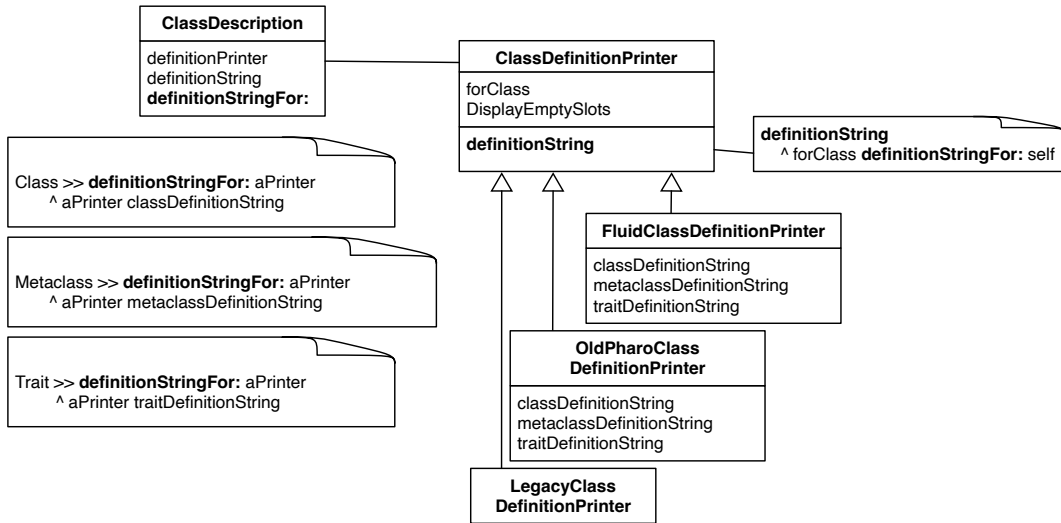 ClassDescription
definitionPrinter
definitionString
definitionStringFor:
ClassDefinitionPrinter
forClass
DisplayEmptySlots
definitionString
definitionString
^ forClass definitionStringFor: self
Class >> definitionStringFor: aPrinter
^ aPrinter classDefinitionString
Metaclass >> definitionStringFor: aPrinter
^ aPrinter metaclassDefinitionString
Trait >> definitionStringFor: aPrinter
^ aPrinter traitDefinitionString
FluidClassDefinitionPrinter
classDefinitionString
metaclassDefinitionString
traitDefinitionString
OldPharoClass
DefinitionPrinter
classDefinitionString
metaclassDefinitionString
traitDefinitionString
LegacyClass
DefinitionPrinter